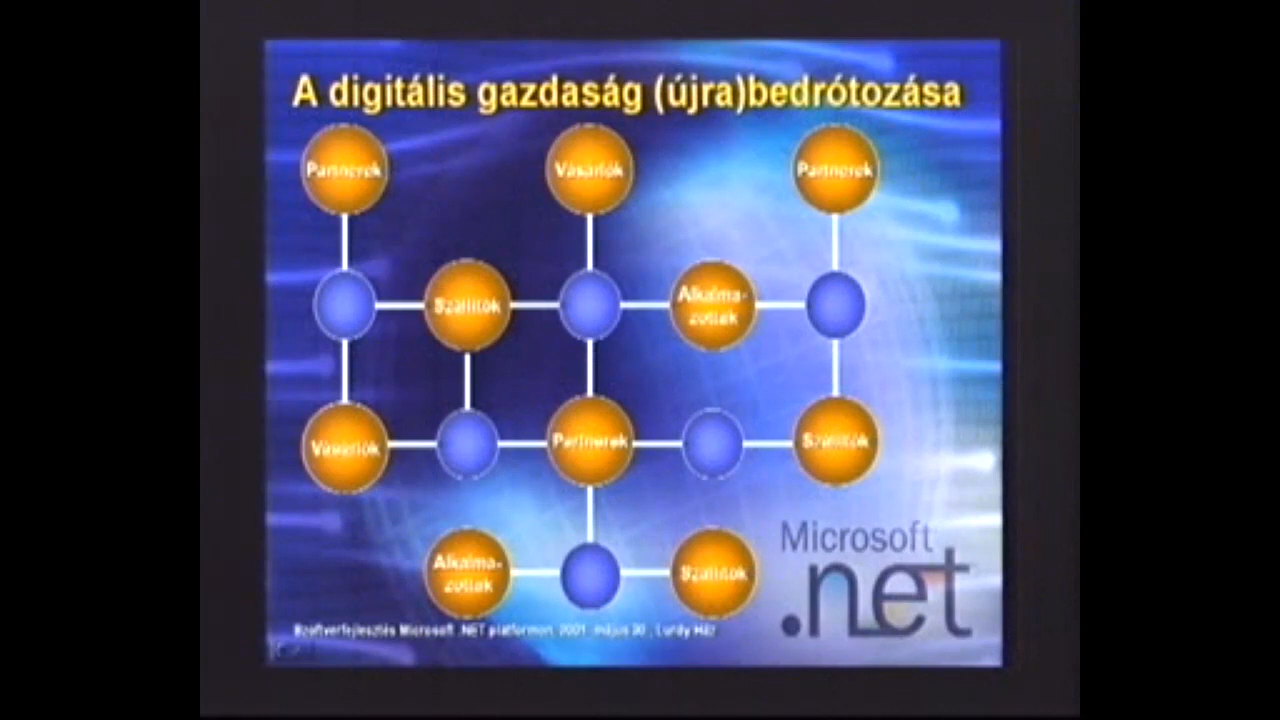 A digitális gazdaság (újra)bedrótozása
Partnerek
Vásárlók
Partnerek
Szállítók
Alkalma-
zottak
Vásárlók
Partnerek
Szállítók
Alkalma-
zottak
Szállítók
Microsoft
.net
Szoftverfejlesztés Microsoft .NET platformon, 2001. május 30., Lurdy Ház